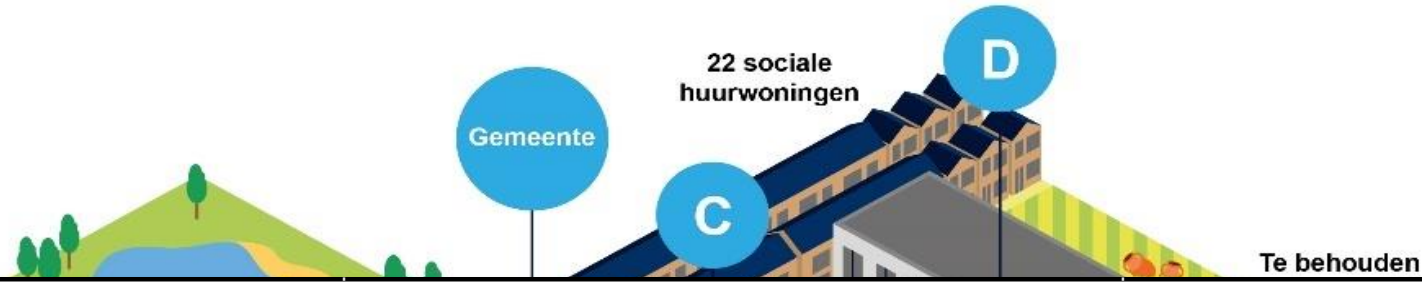 D
22 sociale
huurwoningen
Gemeente
C
Te behouden